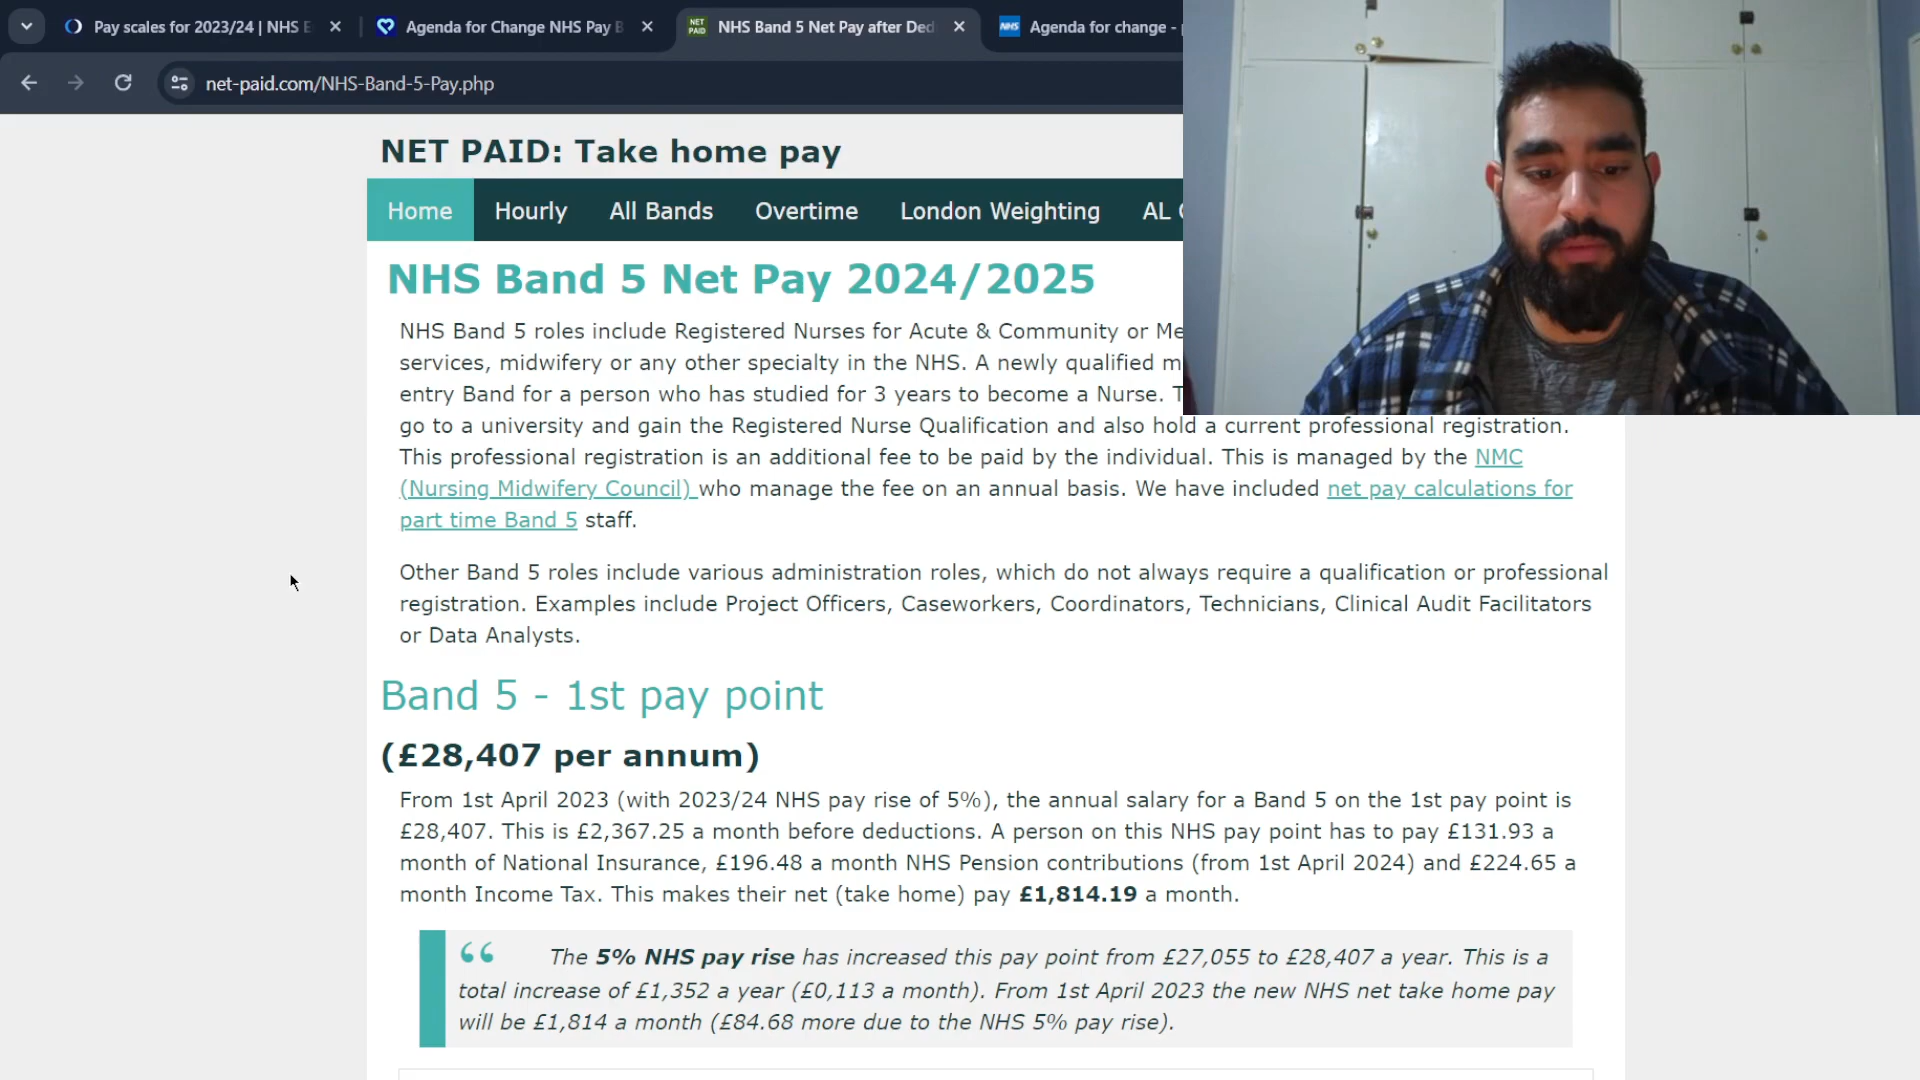 Pay scales for 2023/24 | NHS E
Agenda for Change NHS Pay B
NET PAID
NHS Band 5 Net Pay after Ded
NHS
Agenda for change - p
net-paid.com/NHS-Band-5-Pay.php
NET PAID: Take home pay
Home Hourly All Bands Overtime London Weighting AL
NHS Band 5 Net Pay 2024/2025
NHS Band 5 roles include Registered Nurses for Acute & Community or Me
services, midwifery or any other specialty in the NHS. A newly qualified m
entry Band for a person who has studied for 3 years to become a Nurse. T
go to a university and gain the Registered Nurse Qualification and also hold a current professional registration.
This professional registration is an additional fee to be paid by the individual. This is managed by the NMC
(Nursing Midwifery Council) who manage the fee on an annual basis. We have included net pay calculations for
part time Band 5 staff.
Other Band 5 roles include various administration roles, which do not always require a qualification or professional
registration. Examples include Project Officers, Caseworkers, Coordinators, Technicians, Clinical Audit Facilitators
or Data Analysts.
Band 5 - 1st pay point
(£28,407 per annum)
From 1st April 2023 (with 2023/24 NHS pay rise of 5%), the annual salary for a Band 5 on the 1st pay point is
£28,407. This is £2,367.25 a month before deductions. A person on this NHS pay point has to pay £131.93 a
month of National Insurance, £196.48 a month NHS Pension contributions (from 1st April 2024) and £224.65 a
month Income Tax. This makes their net (take home) pay £1,814.19 a month.
“ The 5% NHS pay rise has increased this pay point from £27,055 to £28,407 a year. This is a
total increase of £1,352 a year (£0,113 a month). From 1st April 2023 the new NHS net take home pay
will be £1,814 a month (£84.68 more due to the NHS 5% pay rise).